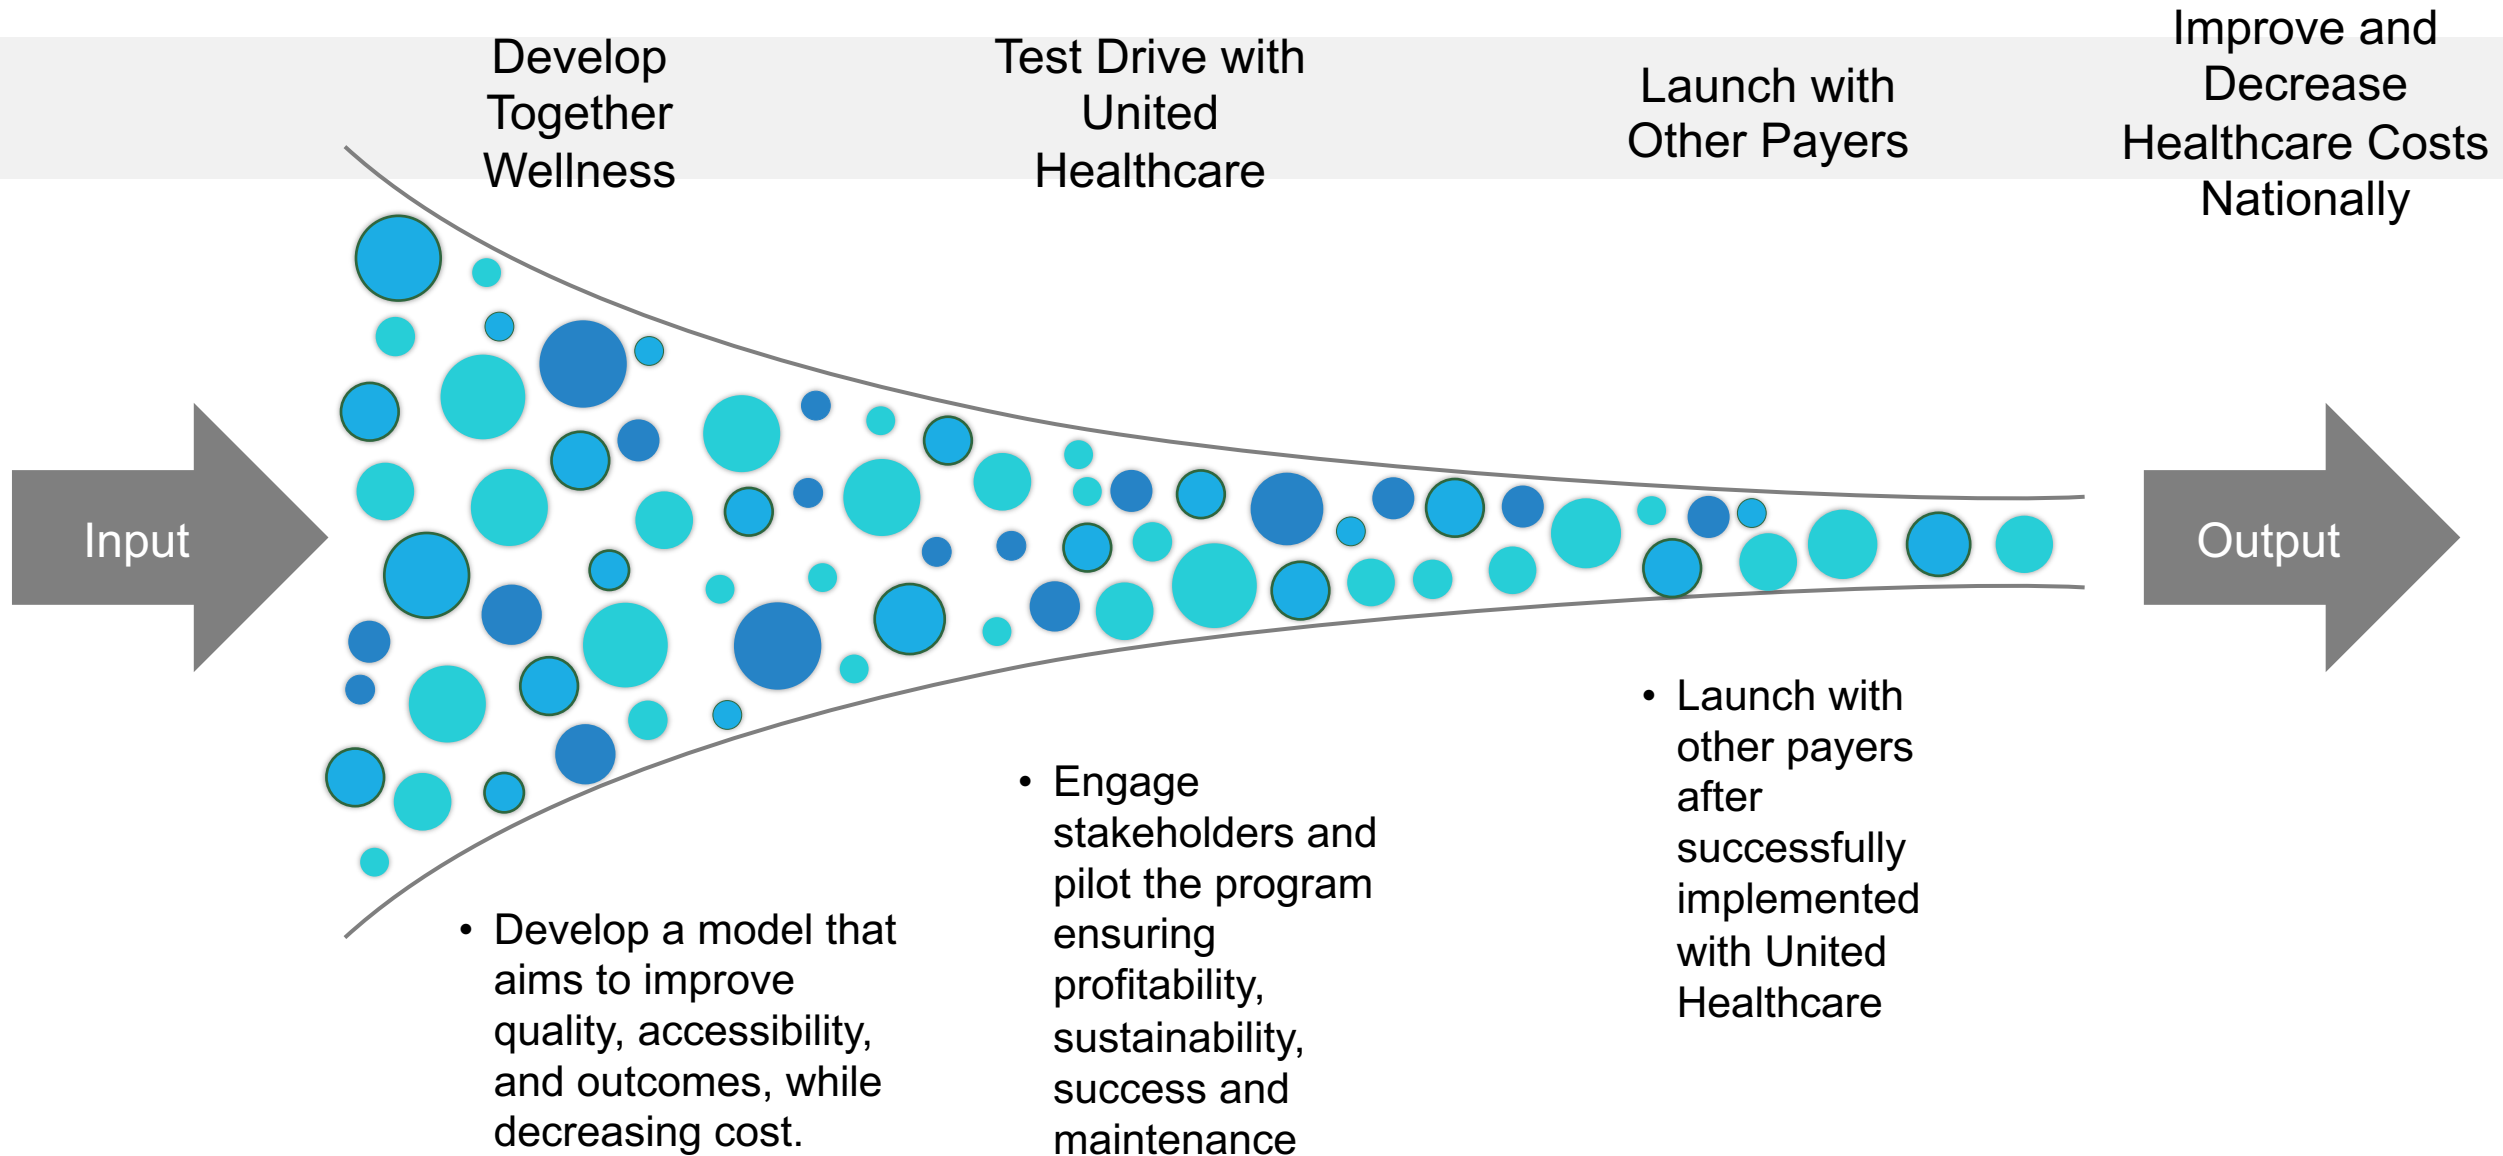 Develop
Together
Wellness
Test Drive with
United
Healthcare
Launch with
Other Payers
Improve and
Decrease
Healthcare Costs
Nationally
Input
Output
• Develop a model that
aims to improve
quality, accessibility,
and outcomes, while
decreasing cost.
• Engage
stakeholders and
pilot the program
ensuring
profitability,
sustainability,
success and
maintenance
• Launch with
other payers
after
successfully
implemented
with United
Healthcare